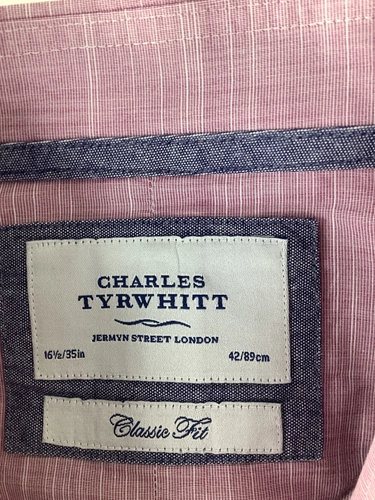 CHARLES
TYRWHITT
JERMYN STREET LONDON
16½/35in 42/89cm
Classic Fit